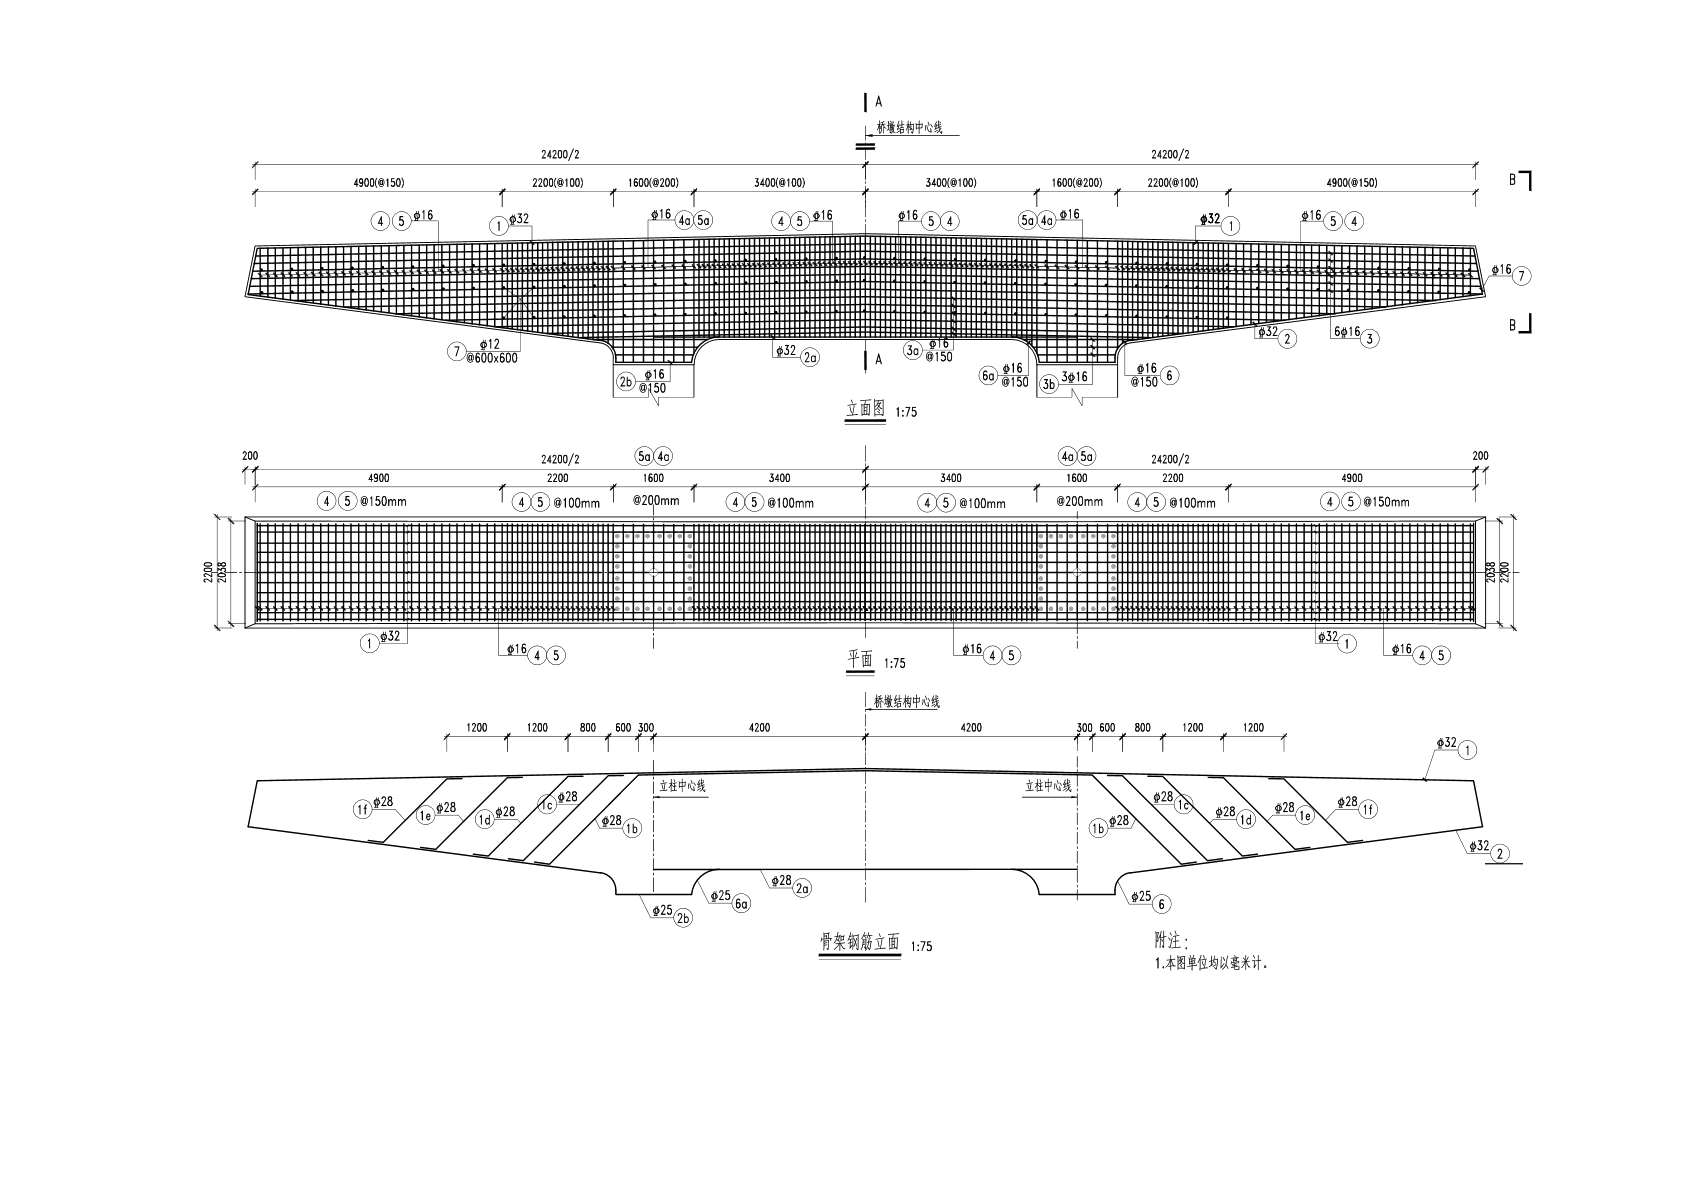 A
桥墩结构中心线
24200/2 24200/2
B
4900(@150) 2200(@100) 1600(@200) 3400(@100) 3400(@100) 1600(@200) 2200(@100) 4900(@150)
4 5 ϕ16 1 ϕ32 ϕ16 4a 5a 4 5 ϕ16 ϕ16 5 4 5a 4a ϕ16 ϕ32 1 ϕ16 5 4
ϕ16 7
B
ϕ32 2 6ϕ16 3
7 ϕ12 @600x600
ϕ32 2a
A
3a ϕ16 @150
2b ϕ16 @150
6a ϕ16 @150
3b 3ϕ16
ϕ16 @150 6
立面图 1:75
5a 4a 4a 5a
200 24200/2 24200/2 200
4900 2200 1600 3400 3400 1600 2200 4900
4 5 @150mm 4 5 @100mm @200mm 4 5 @100mm 4 5 @100mm @200mm 4 5 @100mm 4 5 @150mm
2200 2038 2038 2200
1 ϕ32 ϕ16 4 5 ϕ16 4 5 ϕ32 1 ϕ16 4 5
平面 1:75
桥墩结构中心线
1200 1200 800 600 300 4200 4200 300 600 800 1200 1200
ϕ32 1
立柱中心线 立柱中心线
1f ϕ28 1e ϕ28 1d ϕ28 1c ϕ28 ϕ28 1b
1b ϕ28 ϕ28 1c ϕ28 1d ϕ28 1e ϕ28 1f
ϕ32 2
ϕ28 2a
ϕ25 2b ϕ25 6a ϕ25 6
骨架钢筋立面 1:75
附注：
1.本图单位均以毫米计。